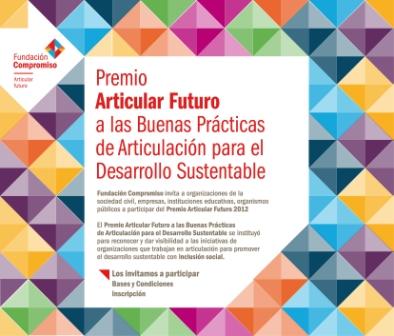 Fundación
Compromiso
Articular
futuro
Premio
Articular Futuro
a las Buenas Prácticas
de Articulación para el
Desarrollo Sustentable
Fundación Compromiso invita a organizaciones de la
sociedad civil, empresas, instituciones educativas, organismos
públicos a participar del Premio Articular Futuro 2012
El Premio Articular Futuro a las Buenas Prácticas
de Articulación para el Desarrollo Sustentable se instituyó
para reconocer y dar visibilidad a las iniciativas de
organizaciones que trabajan en articulación para promover
el desarrollo sustentable con inclusión social.
Los invitamos a participar
Bases y Condiciones
Inscripción